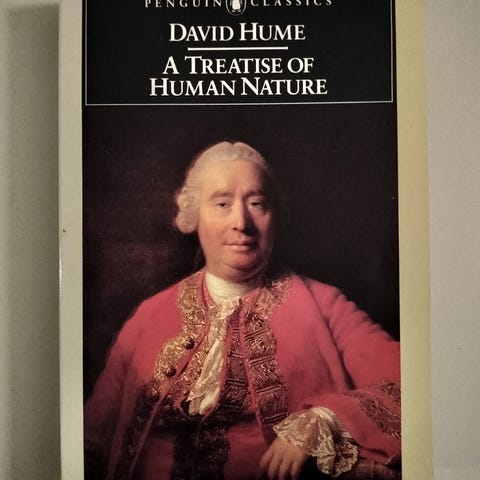 PENGUIN CLASSICS
DAVID HUME
A TREATISE OF
HUMAN NATURE